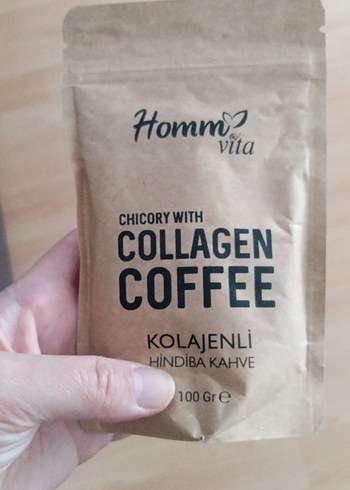 Homm
vita
CHICORY WITH
COLLAGEN
COFFEE
KOLAJENLİ
HİNDİBA KAHVE
100 Gr ℮